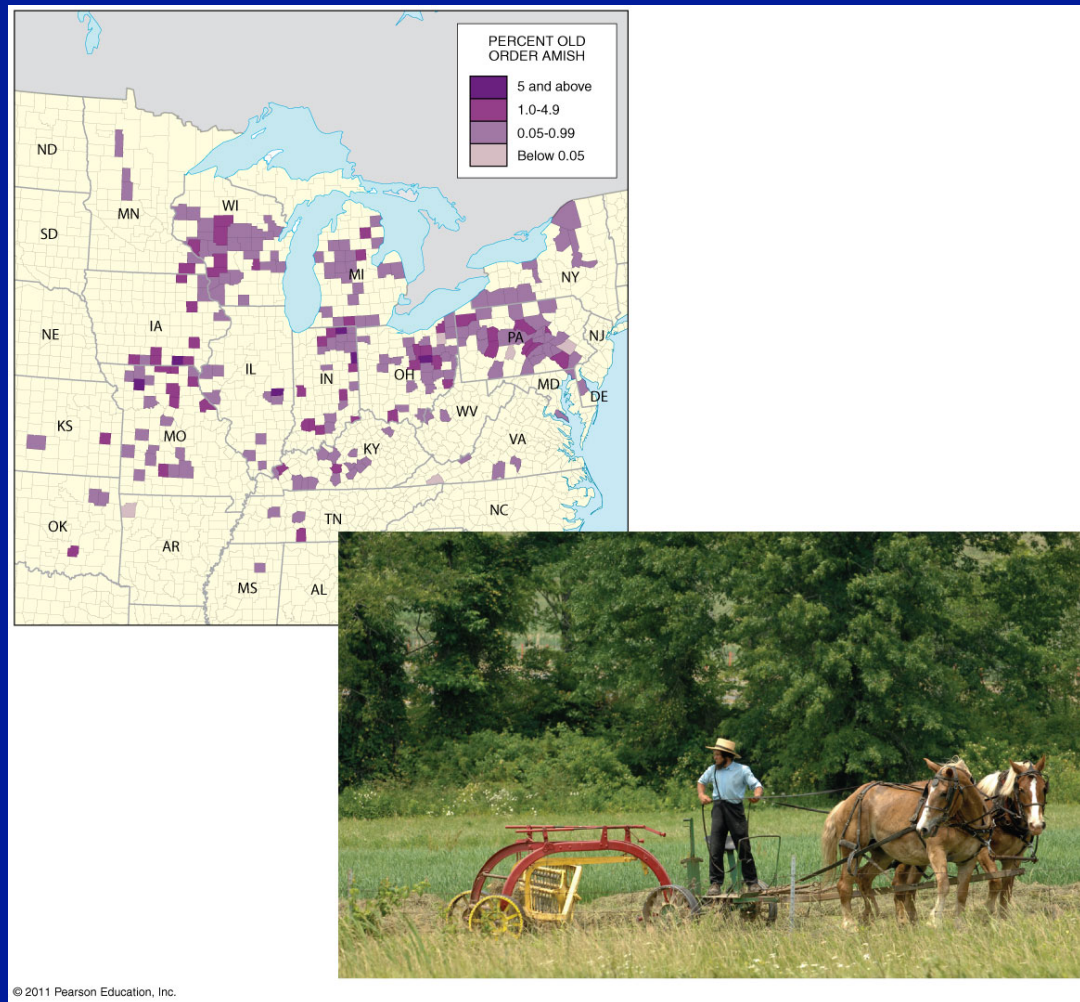 PERCENT OLD
ORDER AMISH
5 and above
1.0-4.9
0.05-0.99
Below 0.05
ND
MN
WI
SD
MI
NY
IA
NE
PA
NJ
IL
IN
OH
MD
DE
WV
KS
MO
KY
VA
OK
TN
NC
AR
MS
AL
© 2011 Pearson Education, Inc.